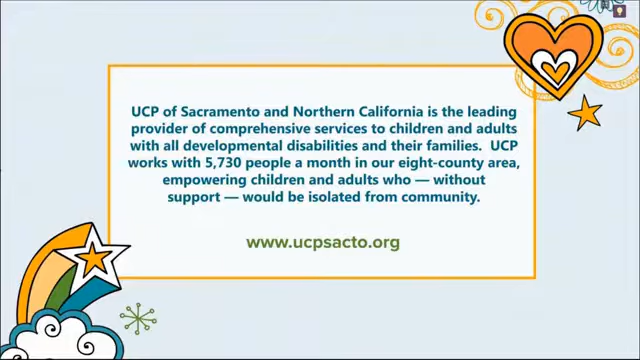 UCP of Sacramento and Northern California is the leading
provider of comprehensive services to children and adults
with all developmental disabilities and their families. UCP
works with 5,730 people a month in our eight-county area,
empowering children and adults who — without
support — would be isolated from community.
www.ucpsacto.org